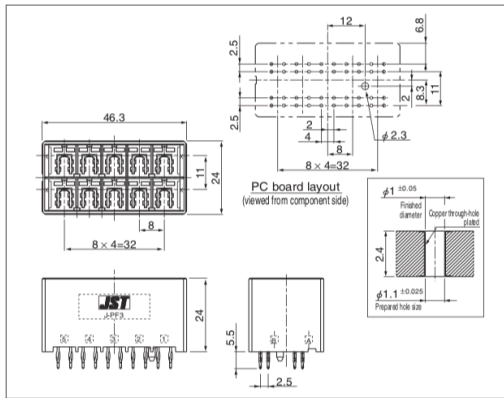 12
6.8
2.5
2.5
2
8.3
11
2
4
8
φ2.3
8 × 4=32
PC board layout
(viewed from component side)
46.3
11
24
8
8 × 4=32
φ1 ±0.05
Finished
diameter
Copper through-hole
plated
2.4
φ1.1 ±0.025
Prepared hole size
JST
J-PF3
24
5.5
2.5